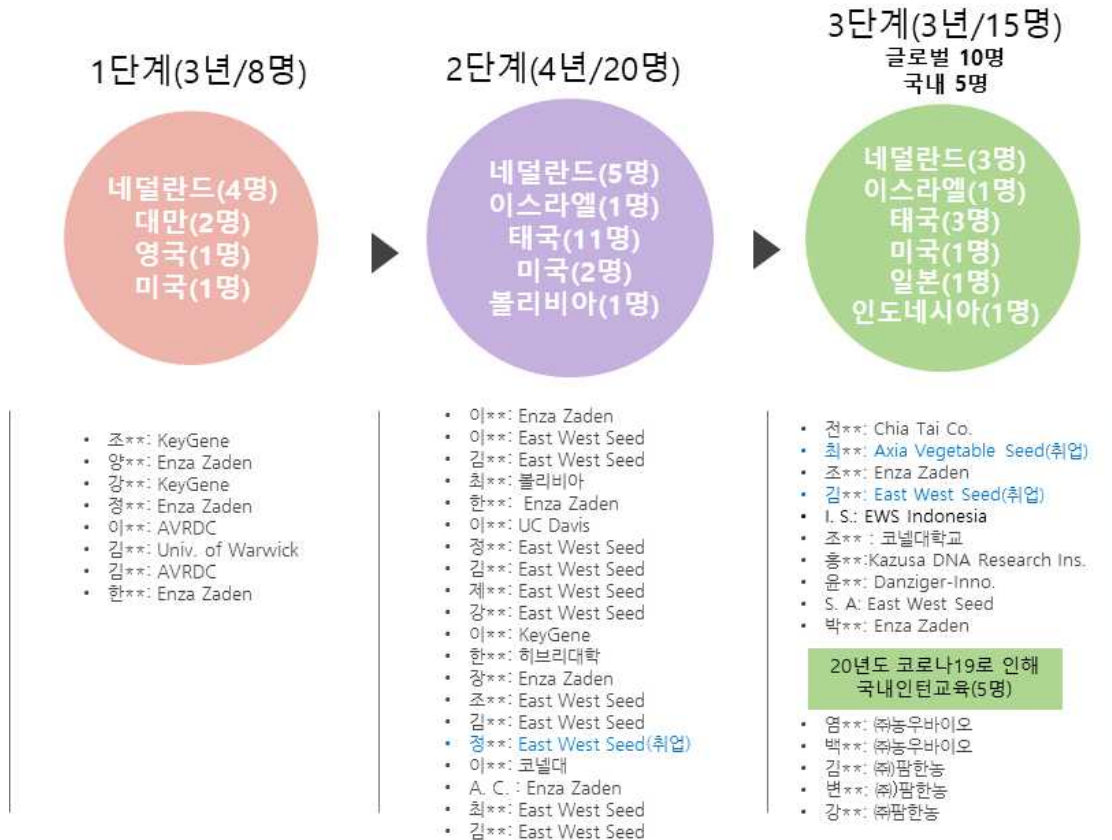 1단계(3년/8명)
네덜란드(4명)
대만(2명)
영국(1명)
미국(1명)
• 조**: KeyGene
• 양**: Enza Zaden
• 강**: KeyGene
• 정**: Enza Zaden
• 이**: AVRDC
• 김**: Univ. of Warwick
• 김**: AVRDC
• 한**: Enza Zaden
2단계(4년/20명)
네덜란드(5명)
이스라엘(1명)
태국(11명)
미국(2명)
볼리비아(1명)
• 이**: Enza Zaden
• 이**: East West Seed
• 김**: East West Seed
• 최**: 볼리비아
• 한**: Enza Zaden
• 이**: UC Davis
• 정**: East West Seed
• 김**: East West Seed
• 제**: East West Seed
• 강**: East West Seed
• 이**: KeyGene
• 한**: 히브리대학
• 장**: Enza Zaden
• 조**: East West Seed
• 김**: East West Seed
• 정**: East West Seed(취업)
• 이**: 코넬대
• A. C. : Enza Zaden
• 최**: East West Seed
• 김**: East West Seed
3단계(3년/15명)
글로벌 10명
국내 5명
네덜란드(3명)
이스라엘(1명)
태국(3명)
미국(1명)
일본(1명)
인도네시아(1명)
• 전**: Chia Tai Co.
• 최**: Axia Vegetable Seed(취업)
• 조**: Enza Zaden
• 김**: East West Seed(취업)
• I. S.: EWS Indonesia
• 조** : 코넬대학교
• 홍**:Kazusa DNA Research Ins.
• 윤**: Danziger-Inno.
• S. A: East West Seed
• 박**: Enza Zaden
20년도 코로나19로 인해
국내인턴교육(5명)
• 염**: ㈜농우바이오
• 백**: ㈜농우바이오
• 김**: ㈜팜한농
• 변**: ㈜)팜한농
• 강**: ㈜팜한농